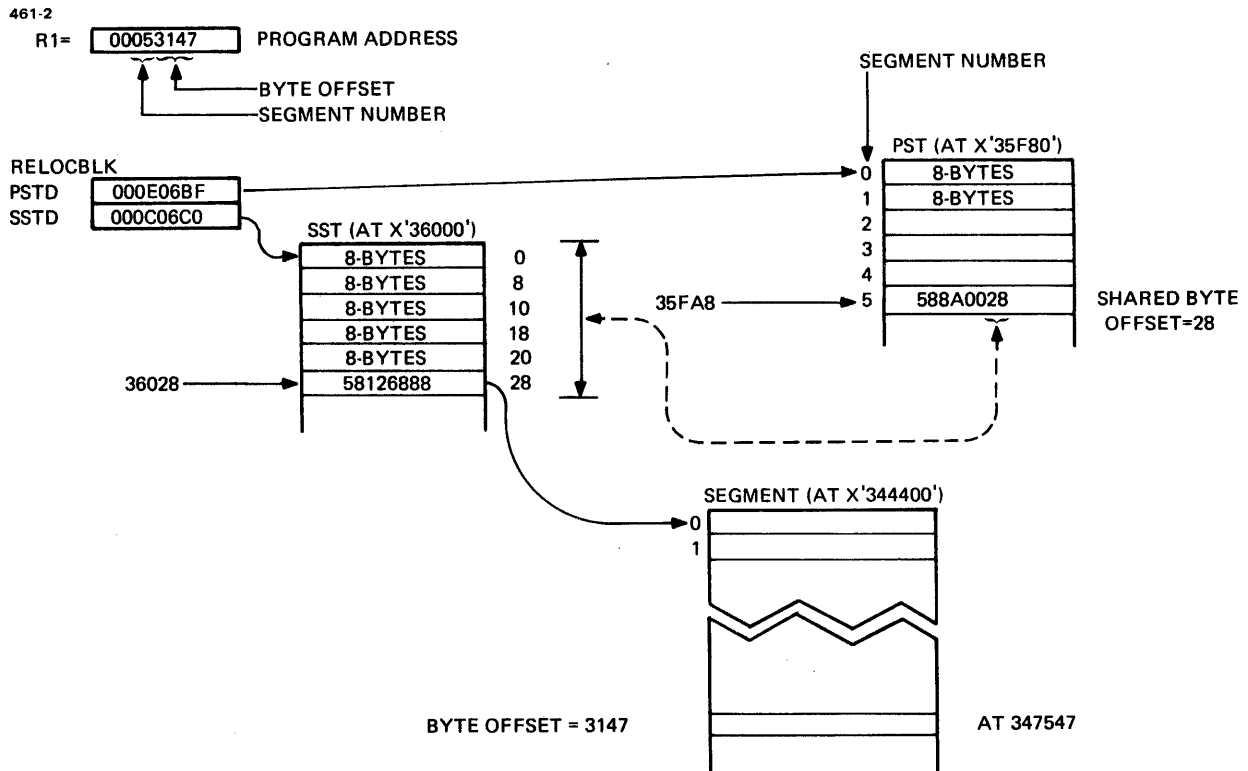 461-2
R1= 00053147 PROGRAM ADDRESS
BYTE OFFSET
SEGMENT NUMBER
SEGMENT NUMBER
PST (AT X'35F80')
0 8-BYTES
1 8-BYTES
2
3
4
35FA8 5 588A0028 SHARED BYTE
OFFSET=28
RELOCBLK
PSTD 000E06BF
SSTD 000C06C0
SST (AT X'36000')
8-BYTES 0
8-BYTES 8
8-BYTES 10
8-BYTES 18
8-BYTES 20
36028 58126888 28
SEGMENT (AT X'344400')
0
1
BYTE OFFSET = 3147 AT 347547